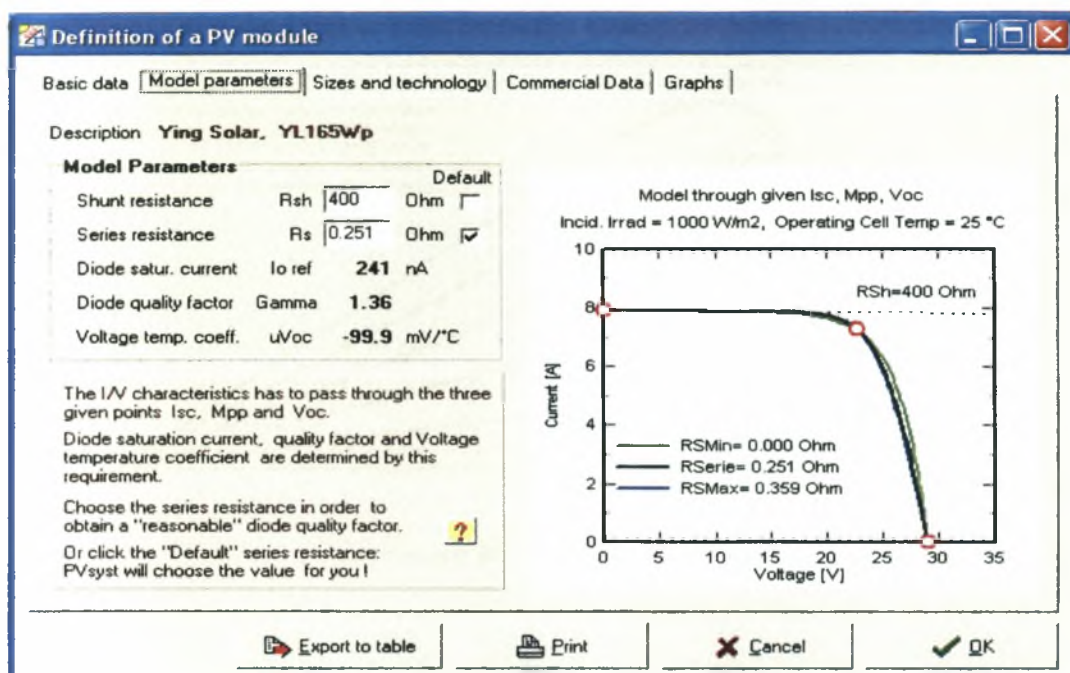 Definition of a PV module
Basic data Model parameters Sizes and technology Commercial Data Graphs
Description Ying Solar, YL165Wp
Model Parameters
Default
Shunt resistance Rsh 400 Ohm
Series resistance Rs 0.251 Ohm
Diode satur. current Io ref 241 nA
Diode quality factor Gamma 1.36
Voltage temp. coeff. uVoc -99.9 mV/°C
The I/V characteristics has to pass through the three
given points Isc, Mpp and Voc.
Diode saturation current, quality factor and Voltage
temperature coefficient are determined by this
requirement.
Choose the series resistance in order to
obtain a "reasonable" diode quality factor.
?
Or click the "Default" series resistance:
PVsyst will choose the value for you !
Model through given Isc, Mpp, Voc
Incid. Irrad = 1000 W/m2, Operating Cell Temp = 25 °C
10
8
6
4
2
0
Current [A]
RSh=400 Ohm
RSMin= 0.000 Ohm
RSerie= 0.251 Ohm
RSMax= 0.359 Ohm
0 5 10 15 20 25 30 35
Voltage [V]
Export to table Print Cancel OK